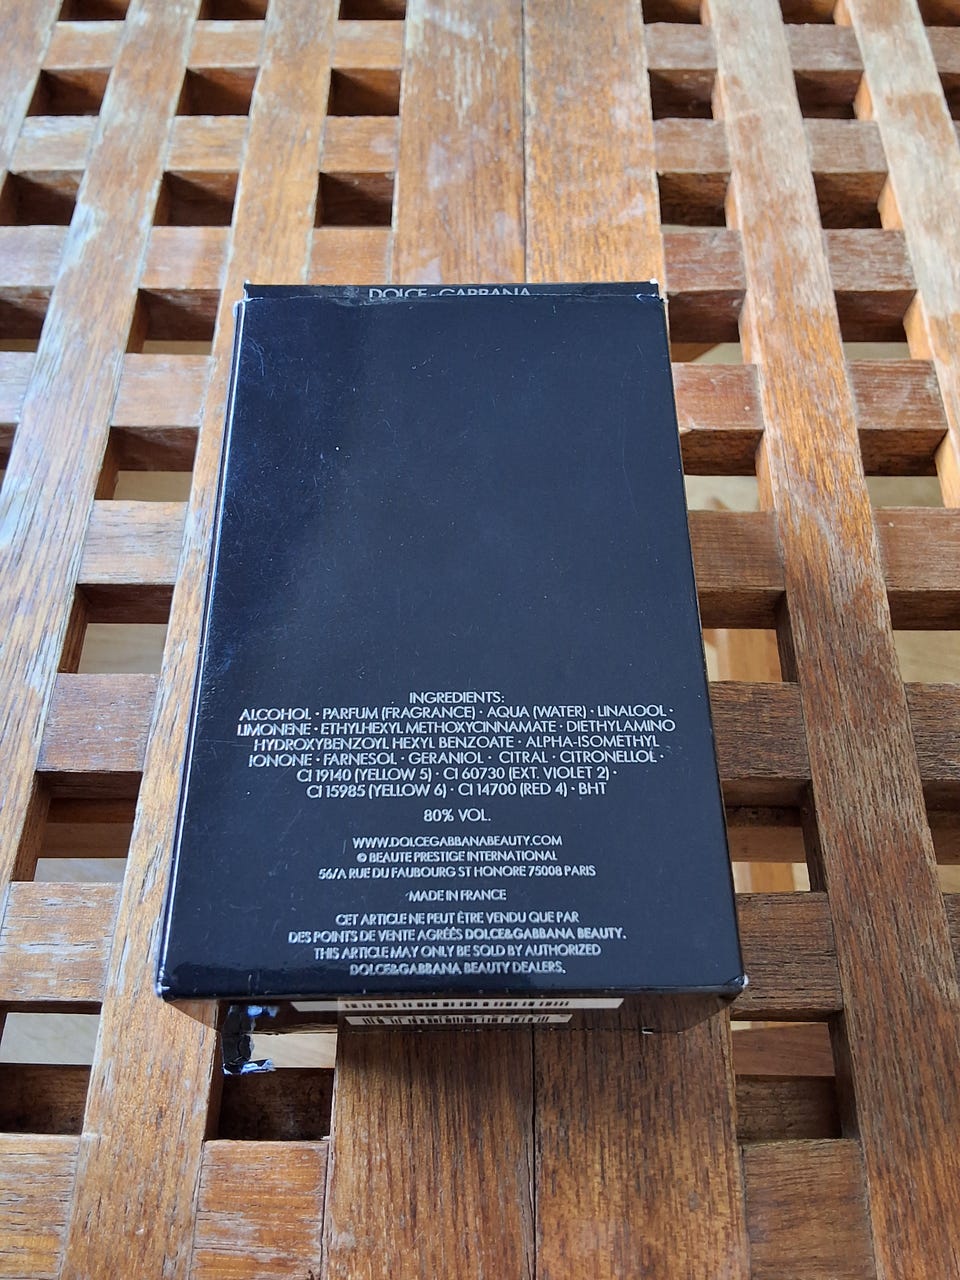 DOLCE & GABBANA
INGREDIENTS:
ALCOHOL · PARFUM (FRAGRANCE) · AQUA (WATER) · LINALOOL ·
LIMONENE · ETHYLHEXYL METHOXYCINNAMATE · DIETHYLAMINO
HYDROXYBENZOYL HEXYL BENZOATE · ALPHA-ISOMETHYL
IONONE · FARNESOL · GERANIOL · CITRAL · CITRONELLOL ·
CI 19140 (YELLOW 5) · CI 60730 (EXT. VIOLET 2) ·
CI 15985 (YELLOW 6) · CI 14700 (RED 4) · BHT
80% VOL.
WWW.DOLCEGABBANABEAUTY.COM
© BEAUTE PRESTIGE INTERNATIONAL
56/A RUE DU FAUBOURG ST HONORE 75008 PARIS
MADE IN FRANCE
CET ARTICLE NE PEUT ÊTRE VENDU QUE PAR
DES POINTS DE VENTE AGRÉÉS DOLCE&GABBANA BEAUTY.
THIS ARTICLE MAY ONLY BE SOLD BY AUTHORIZED
DOLCE&GABBANA BEAUTY DEALERS.